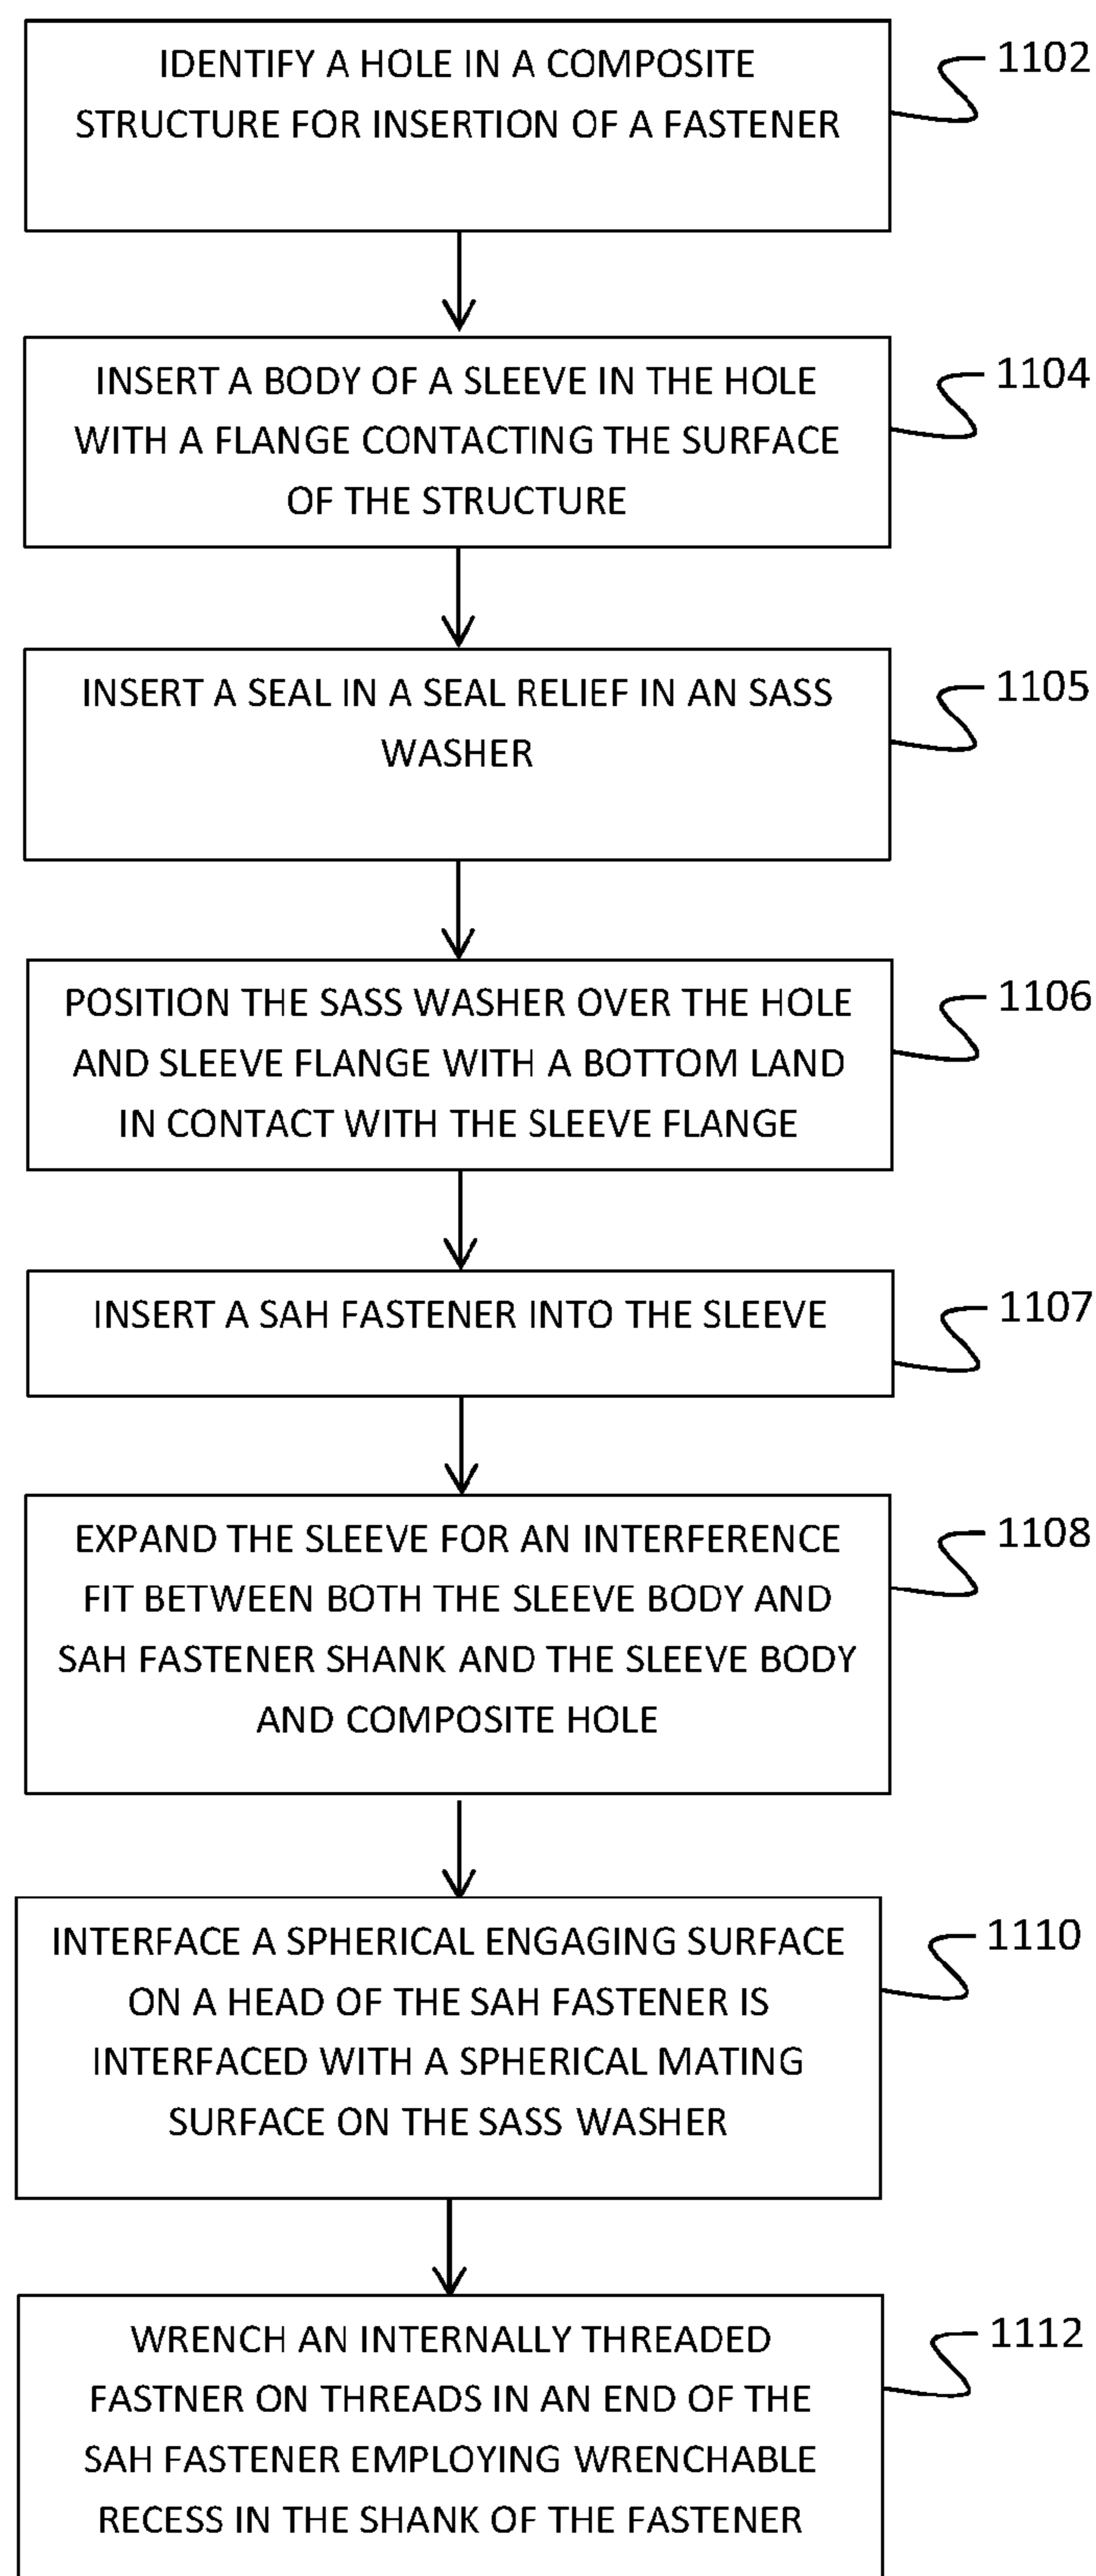 IDENTIFY A HOLE IN A COMPOSITE
STRUCTURE FOR INSERTION OF A FASTENER
1102
INSERT A BODY OF A SLEEVE IN THE HOLE
WITH A FLANGE CONTACTING THE SURFACE
OF THE STRUCTURE
1104
INSERT A SEAL IN A SEAL RELIEF IN AN SASS
WASHER
1105
POSITION THE SASS WASHER OVER THE HOLE
AND SLEEVE FLANGE WITH A BOTTOM LAND
IN CONTACT WITH THE SLEEVE FLANGE
1106
INSERT A SAH FASTENER INTO THE SLEEVE
1107
EXPAND THE SLEEVE FOR AN INTERFERENCE
FIT BETWEEN BOTH THE SLEEVE BODY AND
SAH FASTENER SHANK AND THE SLEEVE BODY
AND COMPOSITE HOLE
1108
INTERFACE A SPHERICAL ENGAGING SURFACE
ON A HEAD OF THE SAH FASTENER IS
INTERFACED WITH A SPHERICAL MATING
SURFACE ON THE SASS WASHER
1110
WRENCH AN INTERNALLY THREADED
FASTNER ON THREADS IN AN END OF THE
SAH FASTENER EMPLOYING WRENCHABLE
RECESS IN THE SHANK OF THE FASTENER
1112